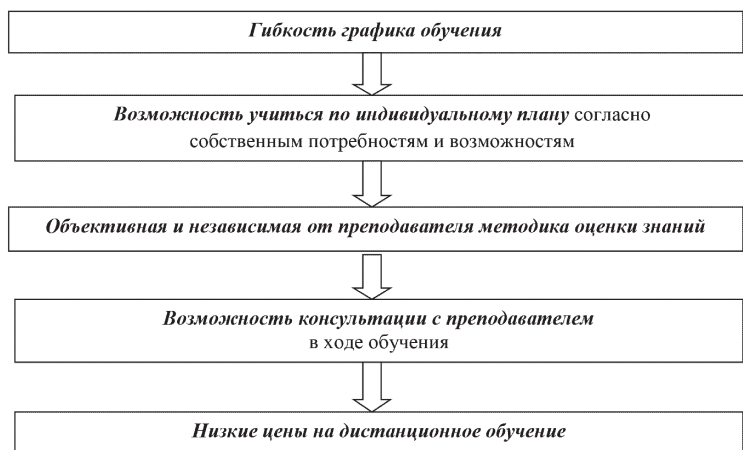 Гибкость графика обучения
Возможность учиться по индивидуальному плану согласно
собственным потребностям и возможностям
Объективная и независимая от преподавателя методика оценки знаний
Возможность консультации с преподавателем
в ходе обучения
Низкие цены на дистанционное обучение